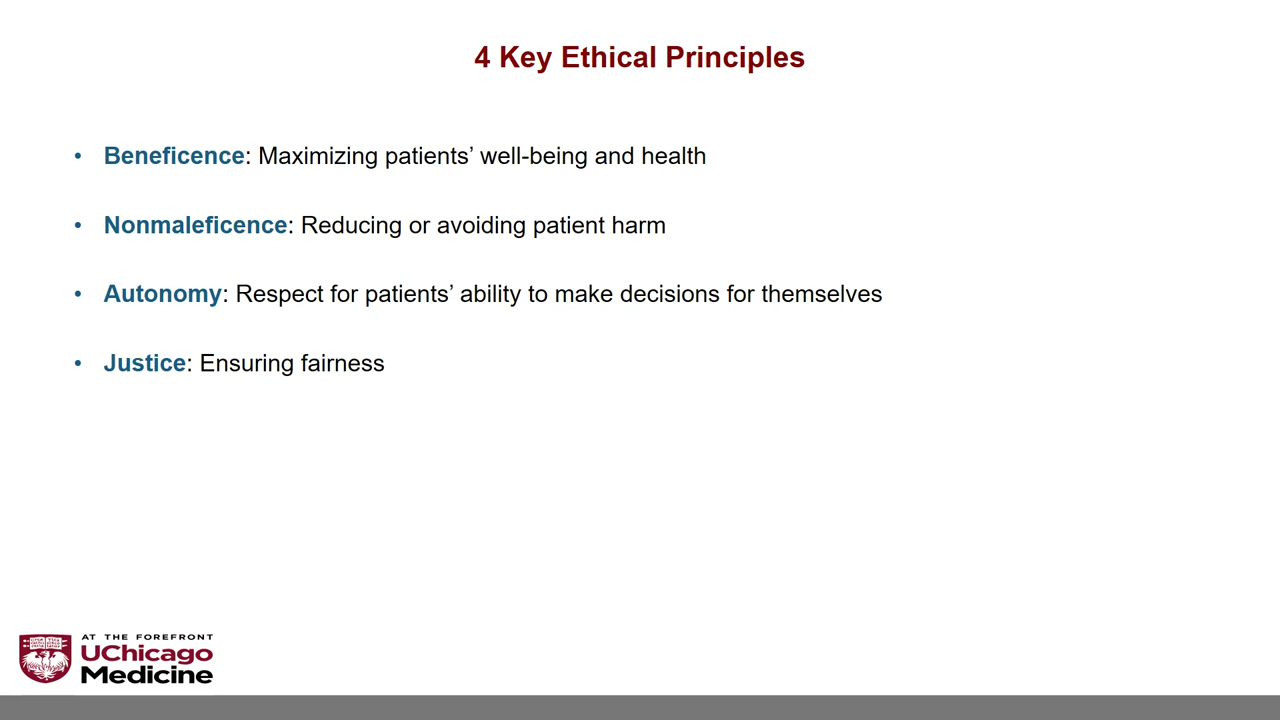 4 Key Ethical Principles
• Beneficence: Maximizing patients’ well-being and health
• Nonmaleficence: Reducing or avoiding patient harm
• Autonomy: Respect for patients’ ability to make decisions for themselves
• Justice: Ensuring fairness
AT THE FOREFRONT
UChicago
Medicine